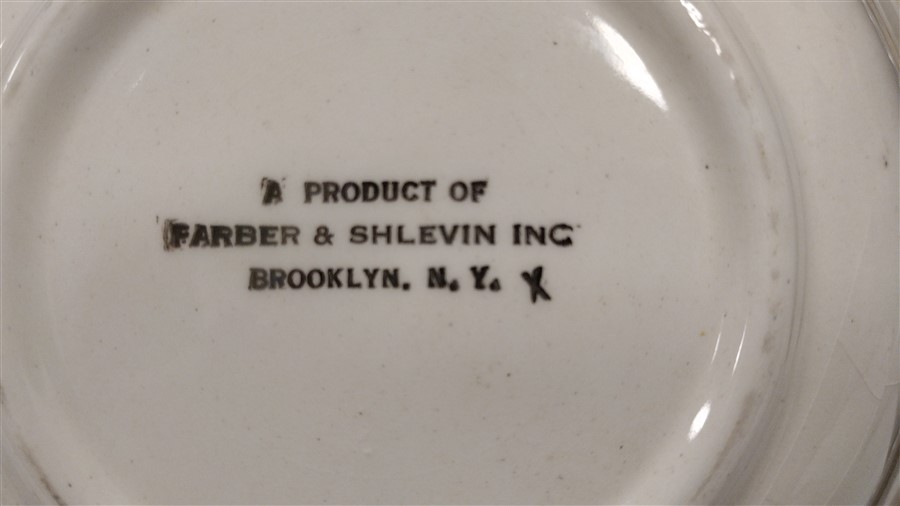 A PRODUCT OF
FARBER & SHLEVIN INC
BROOKLYN. N. Y. X